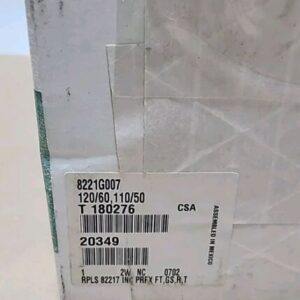 8221G007
120/60,110/50
T 180276
CSA
ASSEMBLED IN MEXICO
20349
1 2W NC 0702
RPLS 82217 INC PRFX FT,GS,R,T